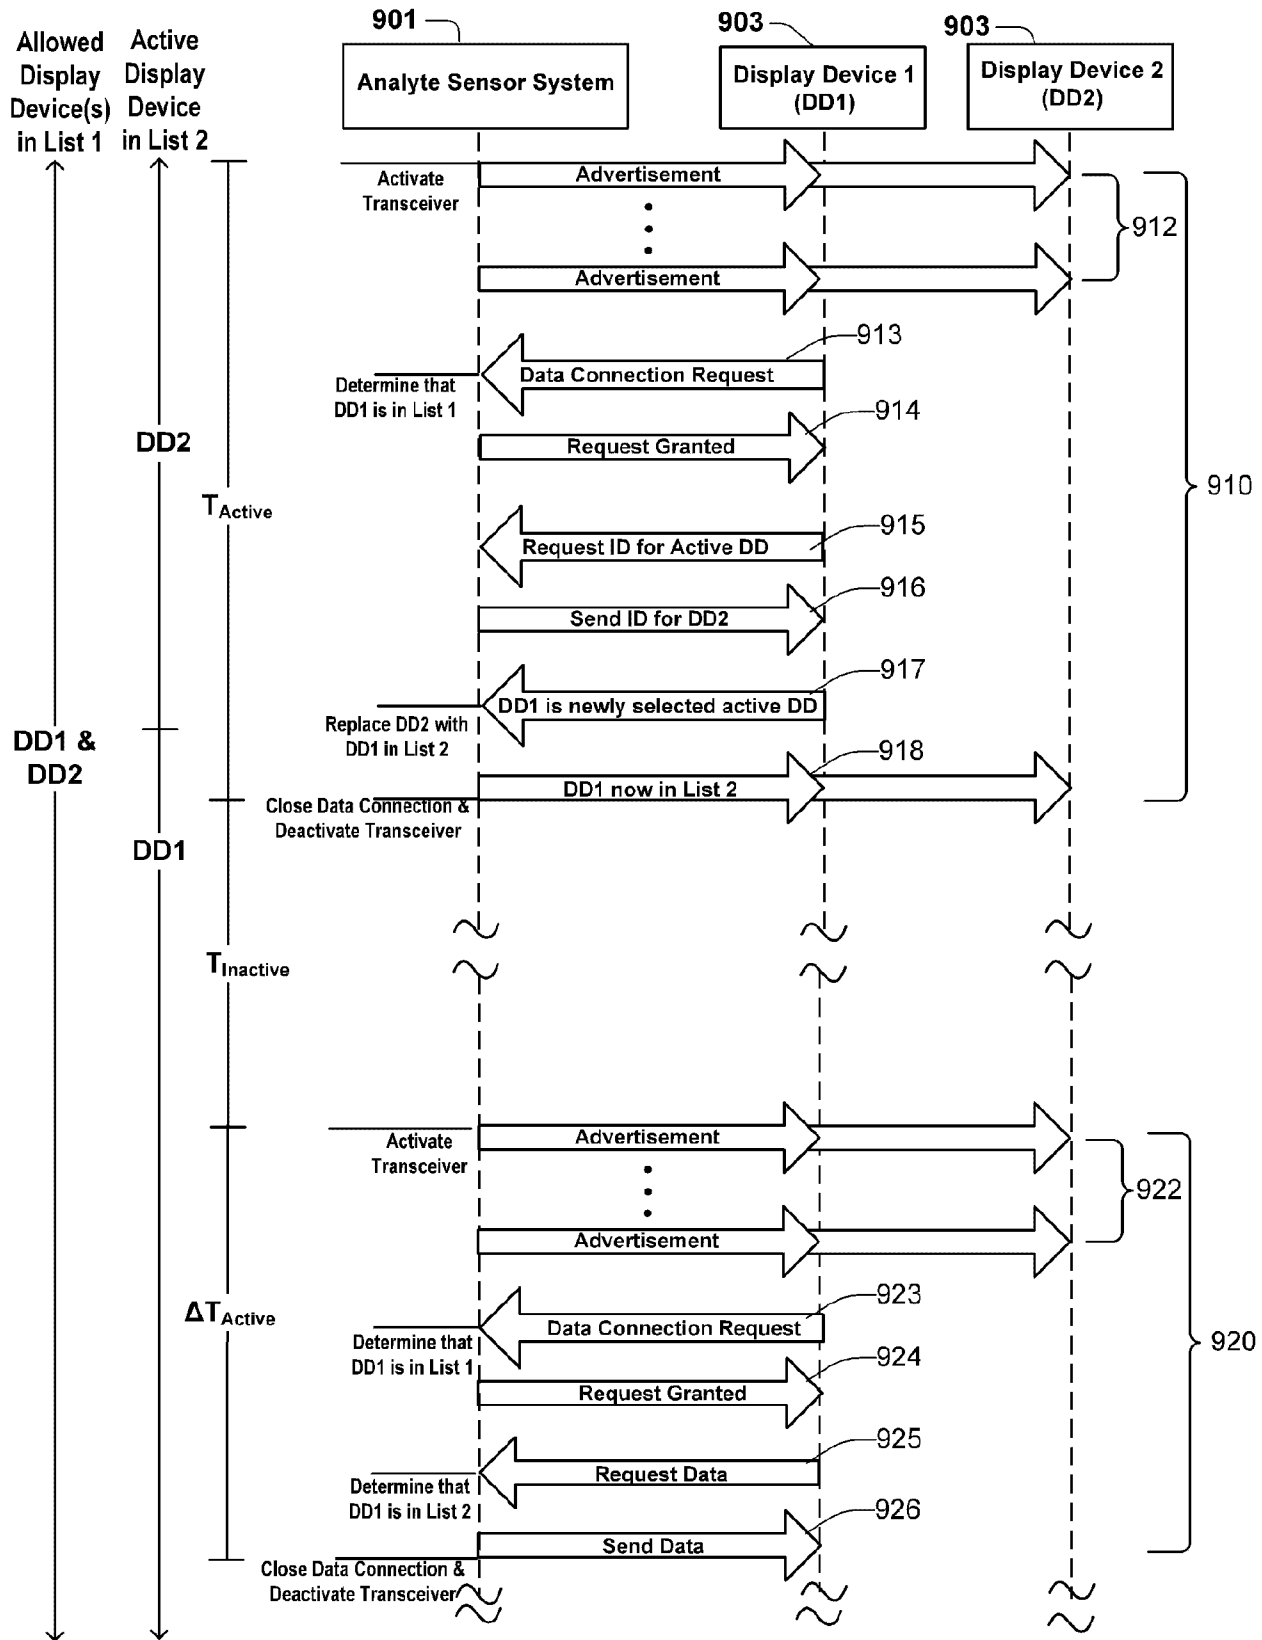 Allowed
Display
Device(s)
in List 1
Active
Display
Device
in List 2
901
Analyte Sensor System
903
Display Device 1
(DD1)
903
Display Device 2
(DD2)
Activate
Transceiver
Advertisement
912
Advertisement
913
Data Connection Request
Determine that
DD1 is in List 1
914
Request Granted
DD2
910
TActive
915
Request ID for Active DD
916
Send ID for DD2
917
DD1 is newly selected active DD
Replace DD2 with
DD1 in List 2
DD1 &
DD2
918
DD1 now in List 2
Close Data Connection &
Deactivate Transceiver
DD1
TInactive
Activate
Transceiver
Advertisement
922
Advertisement
923
Data Connection Request
Determine that
DD1 is in List 1
ΔTActive
920
924
Request Granted
925
Request Data
Determine that
DD1 is in List 2
926
Send Data
Close Data Connection &
Deactivate Transceiver